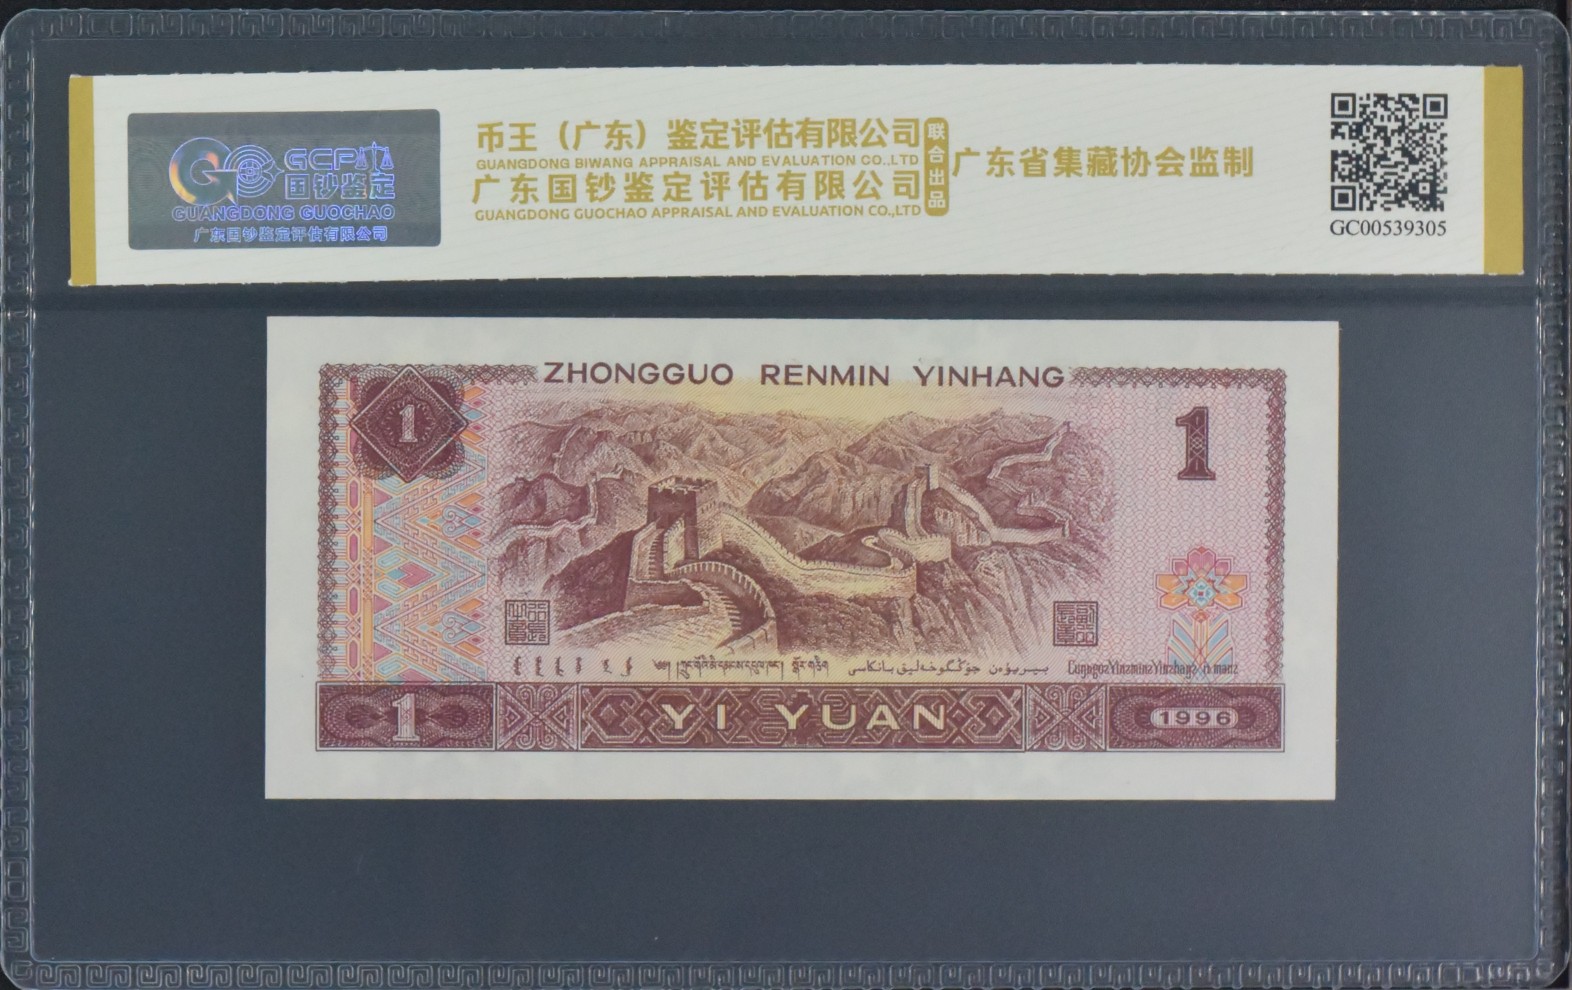 GCP
国钞鉴定
GUANGDONG GUOCHAO
广东国钞鉴定评估有限公司
币王（广东）鉴定评估有限公司
GUANGDONG BIWANG APPRAISAL AND EVALUATION CO.,LTD
广东国钞鉴定评估有限公司
GUANGDONG GUOCHAO APPRAISAL AND EVALUATION CO.,LTD
联合出品
广东省集藏协会监制
GC00539305
ZHONGGUO RENMIN YINHANG
1
1
1
YI YUAN
1996